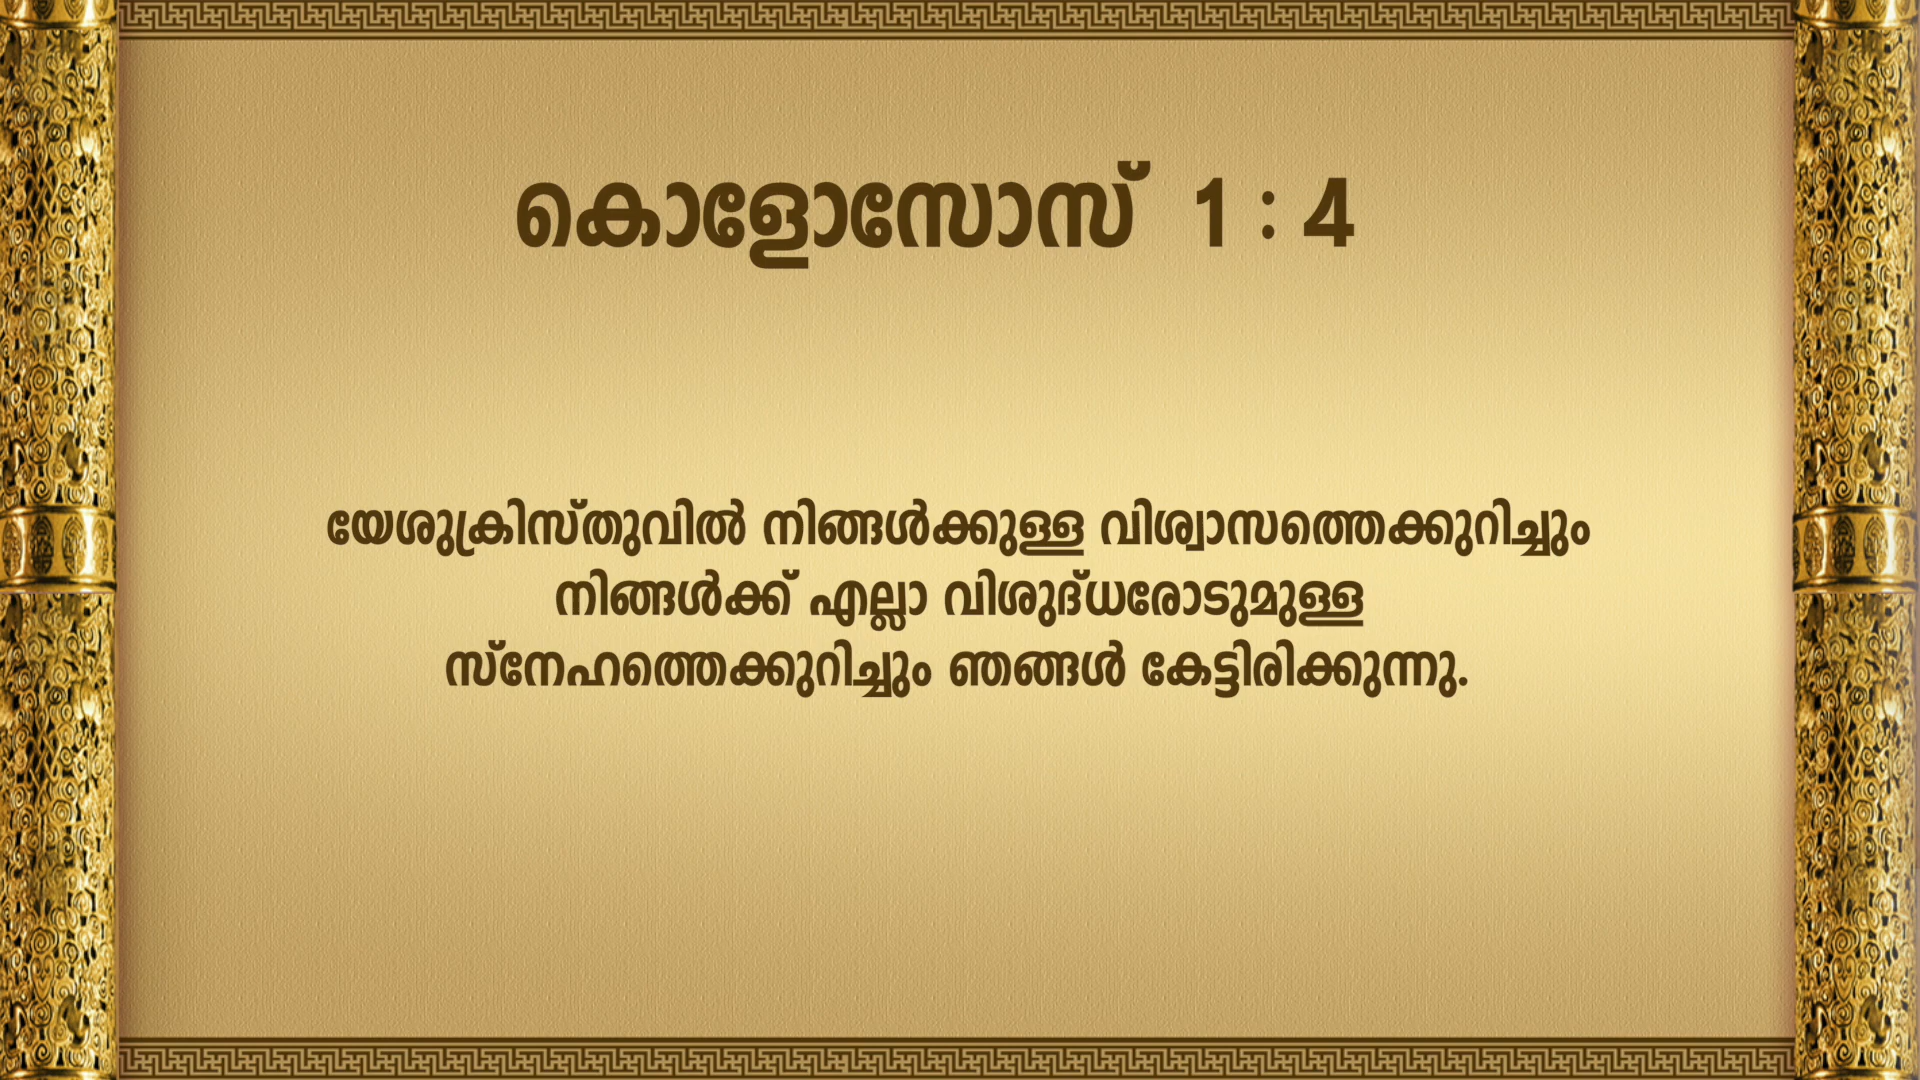 കൊളോസോസ് 1 : 4
യേശുക്രിസ്തുവിൽ നിങ്ങൾക്കുള്ള വിശ്വാസത്തെക്കുറിച്ചും
നിങ്ങൾക്ക് എല്ലാ വിശുദ്ധരോടുമുള്ള
സ്നേഹത്തെക്കുറിച്ചും ഞങ്ങൾ കേട്ടിരിക്കുന്നു.